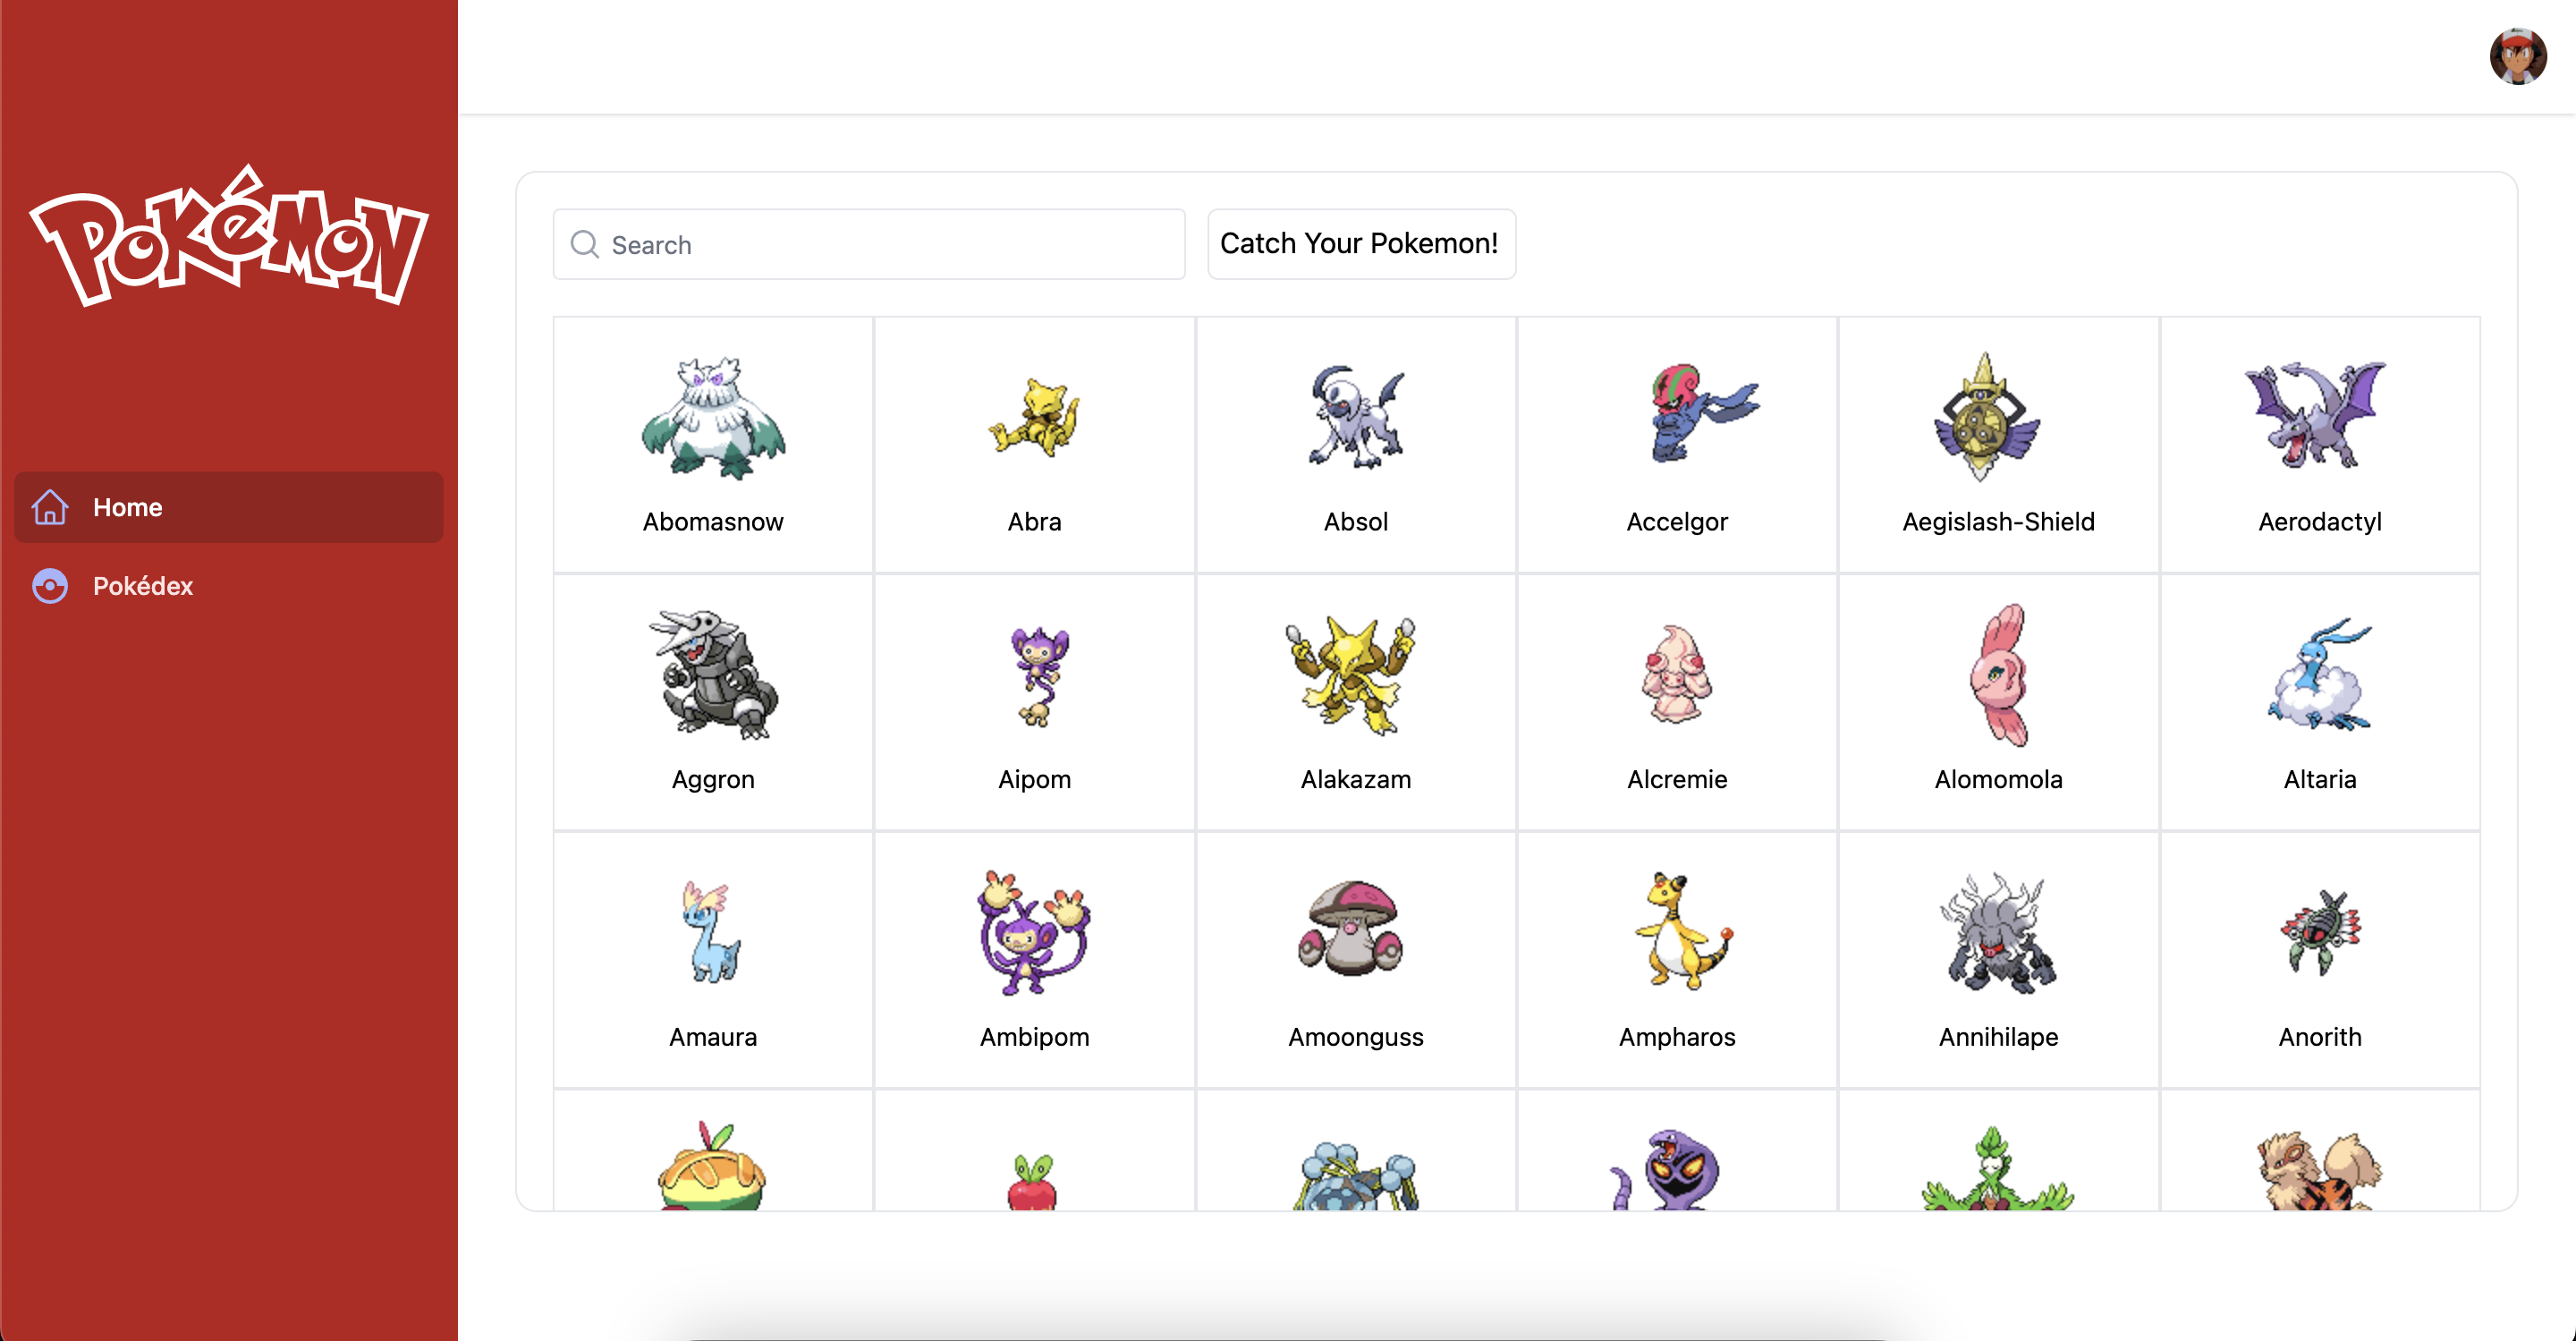 Pokémon
Home
Pokédex
Search
Catch Your Pokemon!
Abomasnow
Abra
Absol
Accelgor
Aegislash-Shield
Aerodactyl
Aggron
Aipom
Alakazam
Alcremie
Alomomola
Altaria
Amaura
Ambipom
Amoonguss
Ampharos
Annihilape
Anorith